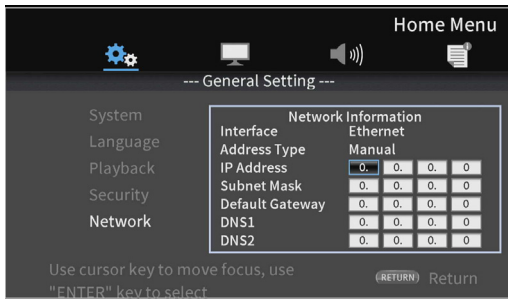 Home Menu
--- General Setting ---
System
Language
Playback
Security
Network
Network Information
Interface Ethernet
Address Type Manual
IP Address 0. 0. 0. 0
Subnet Mask 0. 0. 0. 0
Default Gateway 0. 0. 0. 0
DNS1 0. 0. 0. 0
DNS2 0. 0. 0. 0
Use cursor key to move focus, use
"ENTER" key to select
RETURN Return